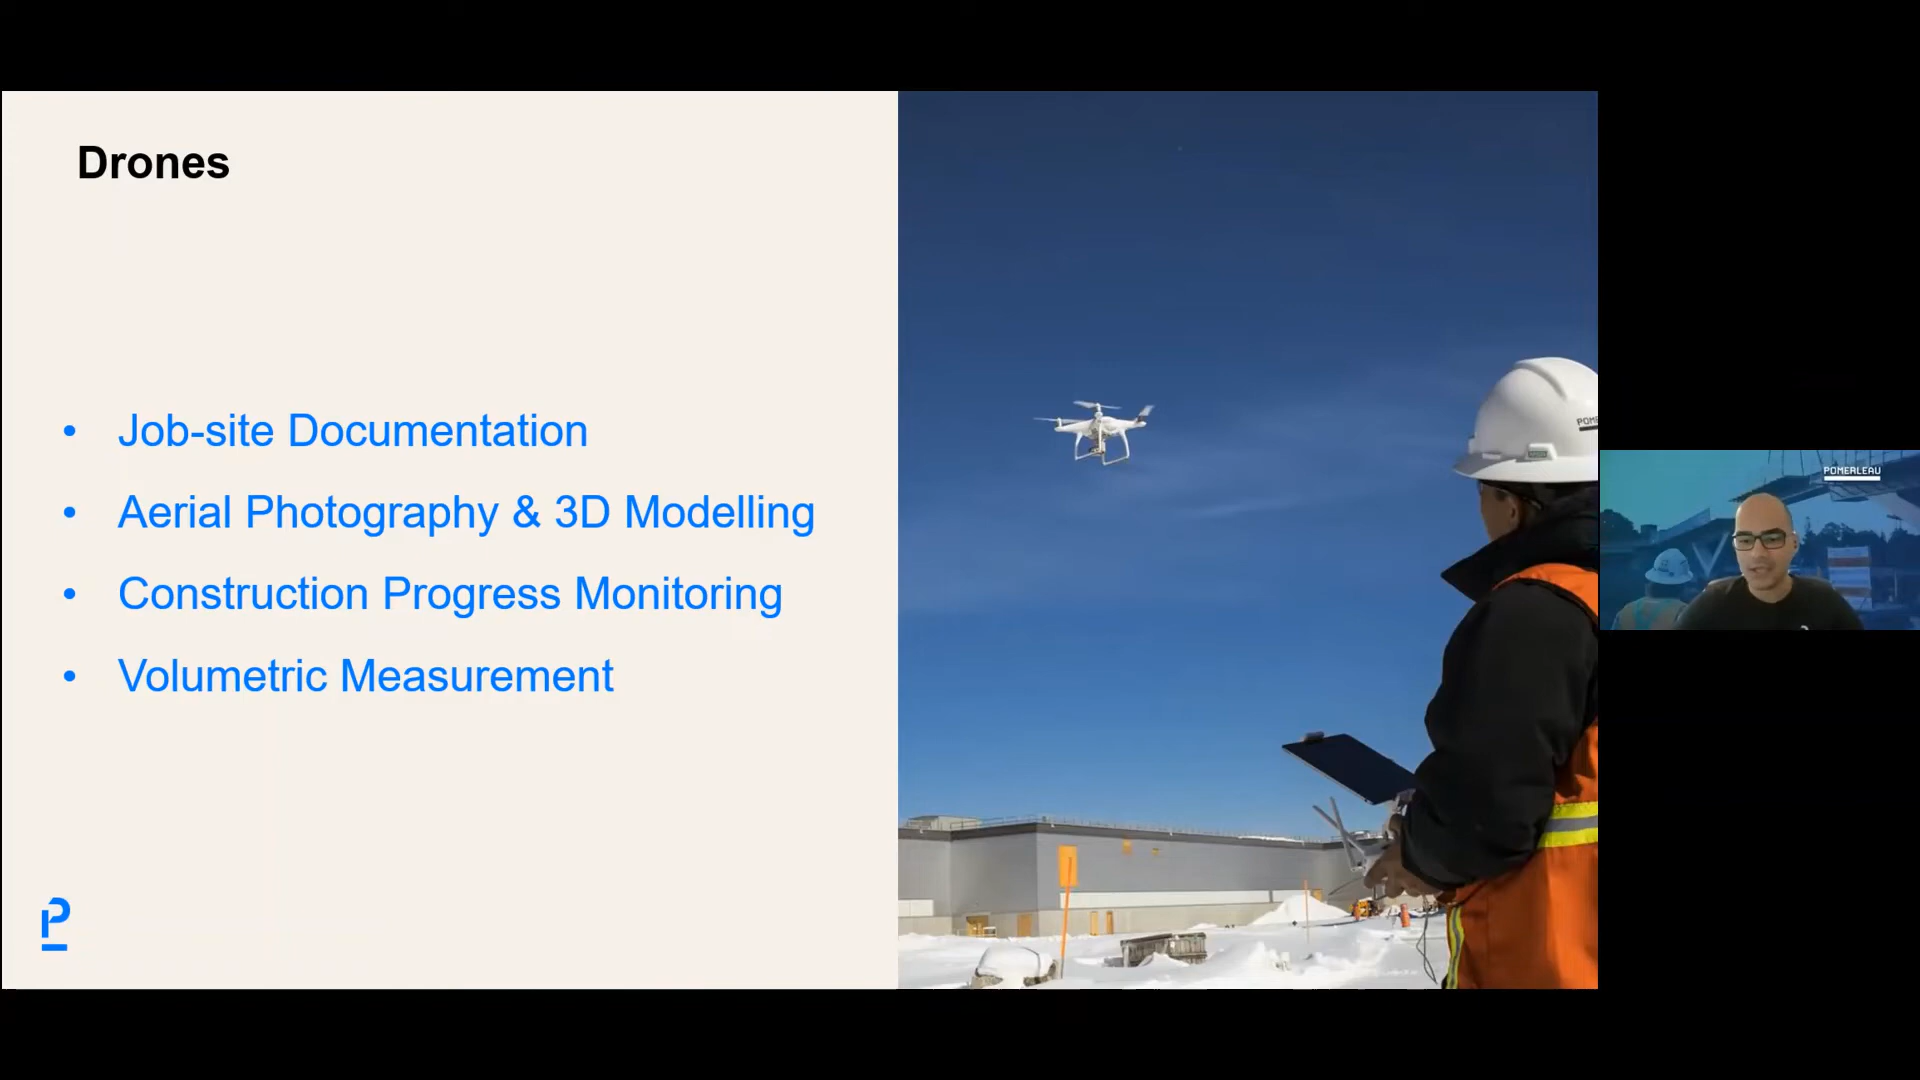 Drones
• Job-site Documentation
• Aerial Photography & 3D Modelling
• Construction Progress Monitoring
• Volumetric Measurement
POMERLEAU